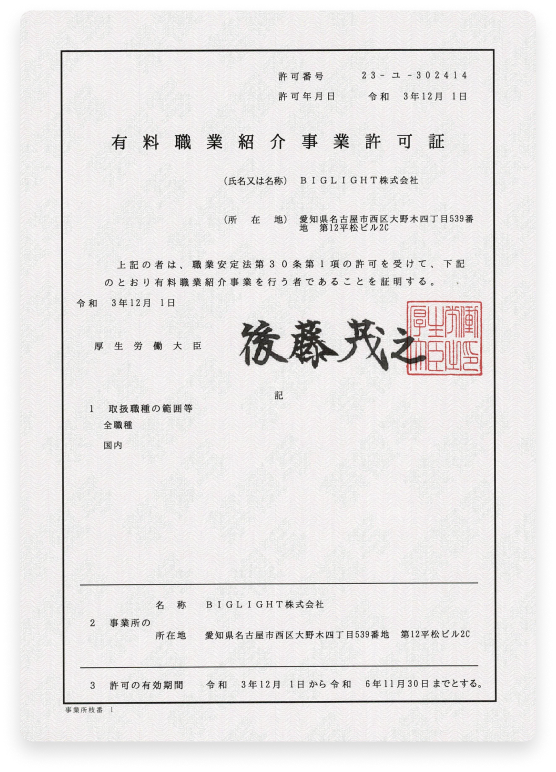 許可番号 23-ユ-302414
許可年月日 令和 3年12月 1日
有料職業紹介事業許可証
(氏名又は名称) BIGLIGHT株式会社
(所在地) 愛知県名古屋市西区大野木四丁目539番
地 第12平松ビル2C
上記の者は、職業安定法第30条第1項の許可を受けて、下記
のとおり有料職業紹介事業を行う者であることを証明する。
令和 3年12月 1日
厚生労働大臣 後藤茂之
厚生労働大臣之印
記
1 取扱職種の範囲等
全職種
国内
名称 BIGLIGHT株式会社
2 事業所の
所在地 愛知県名古屋市西区大野木四丁目539番地 第12平松ビル2C
3 許可の有効期間 令和 3年12月 1日から令和 6年11月30日までとする。
事業所枝番 1